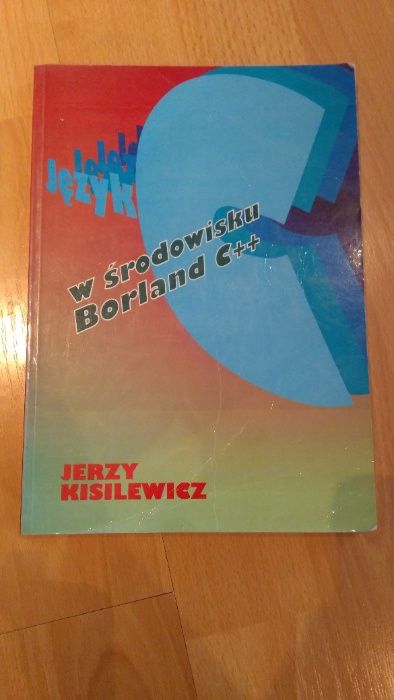 Język C
w środowisku
Borland C++
JERZY
KISILEWICZ